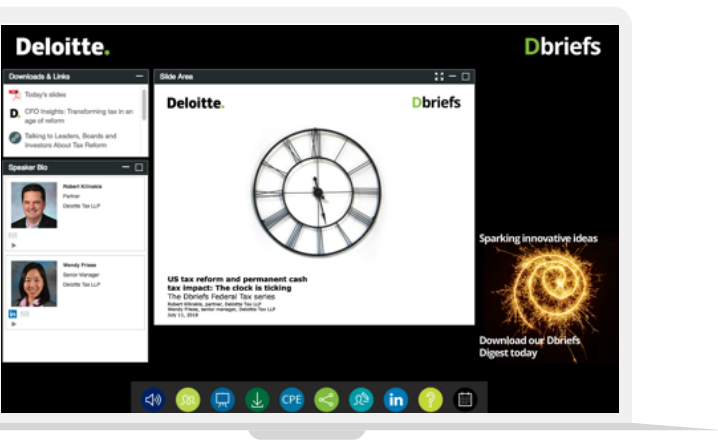 Deloitte.
Dbriefs
Downloads & Links
Today's slides
CFO Insights: Transforming tax in an
age of reform
Talking to Leaders, Boards and
Investors About Tax Reform
Speaker Bio
Robert Kilinskis
Partner
Deloitte Tax LLP
Wendy Friese
Senior Manager
Deloitte Tax LLP
in
Slide Area
Deloitte.
Dbriefs
US tax reform and permanent cash
tax impact: The clock is ticking
The Dbriefs Federal Tax series
Robert Kilinskis, partner, Deloitte Tax LLP
Wendy Friese, senior manager, Deloitte Tax LLP
July 11, 2018
Sparking innovative ideas
Download our Dbriefs
Digest today
CPE
in
?